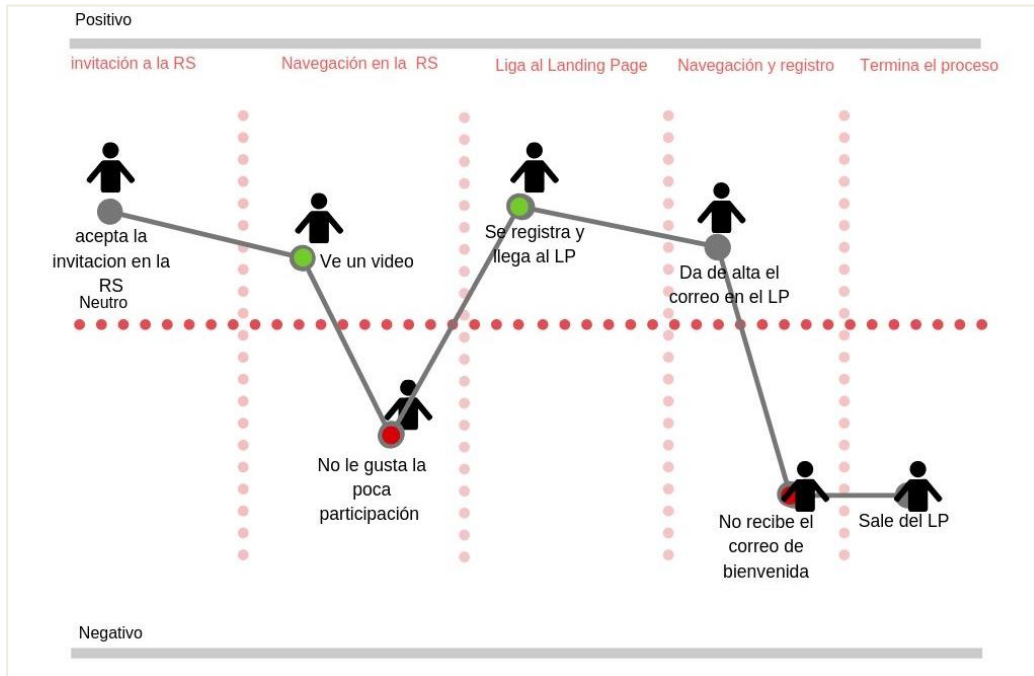 Positivo
invitación a la RS
Navegación en la RS
Liga al Landing Page
Navegación y registro
Termina el proceso
acepta la
invitacion en la
RS
Ve un video
Se registra y
llega al LP
Da de alta el
correo en el LP
Neutro
No le gusta la
poca
participación
No recibe el
correo de
bienvenida
Sale del LP
Negativo